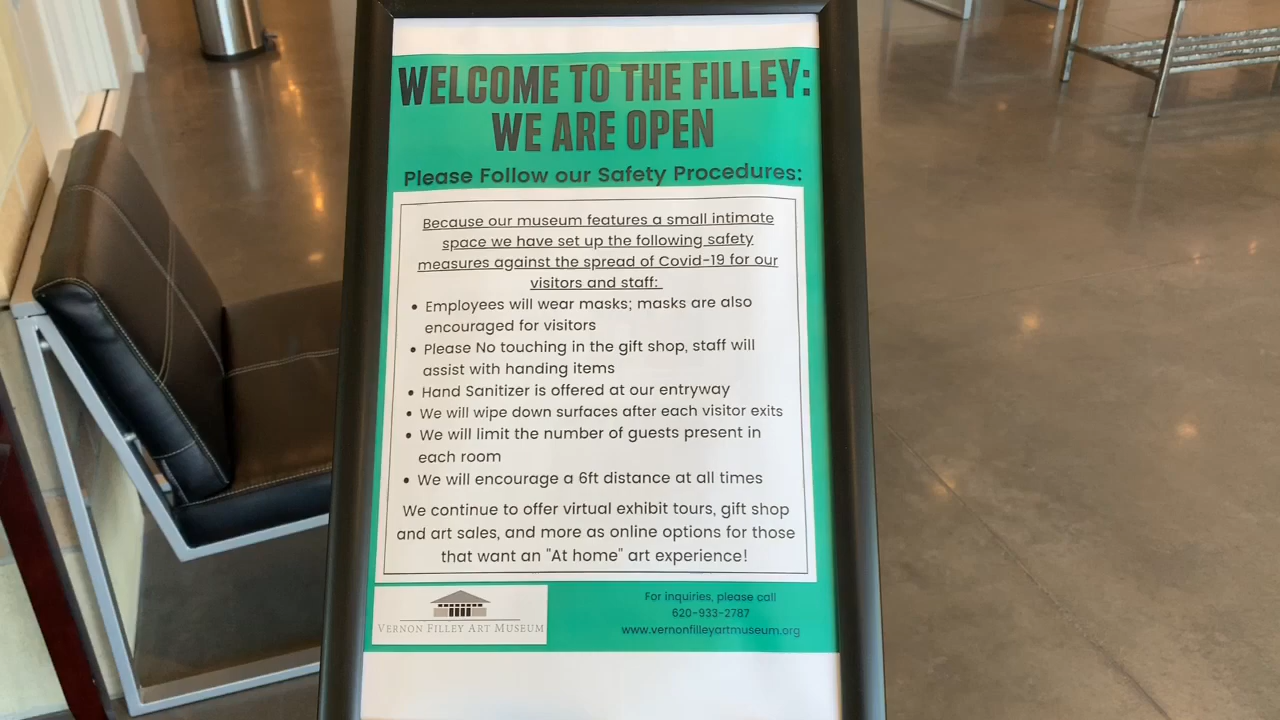 WELCOME TO THE FILLEY:
WE ARE OPEN
Please Follow our Safety Procedures:
Because our museum features a small intimate
space we have set up the following safety
measures against the spread of Covid-19 for our
visitors and staff:
• Employees will wear masks; masks are also
encouraged for visitors
• Please No touching in the gift shop, staff will
assist with handing items
• Hand Sanitizer is offered at our entryway
• We will wipe down surfaces after each visitor exits
• We will limit the number of guests present in
each room
• We will encourage a 6ft distance at all times
We continue to offer virtual exhibit tours, gift shop
and art sales, and more as online options for those
that want an "At home" art experience!
VERNON FILLEY ART MUSEUM
For inquiries, please call
620-933-2787
www.vernonfilleyartmuseum.org